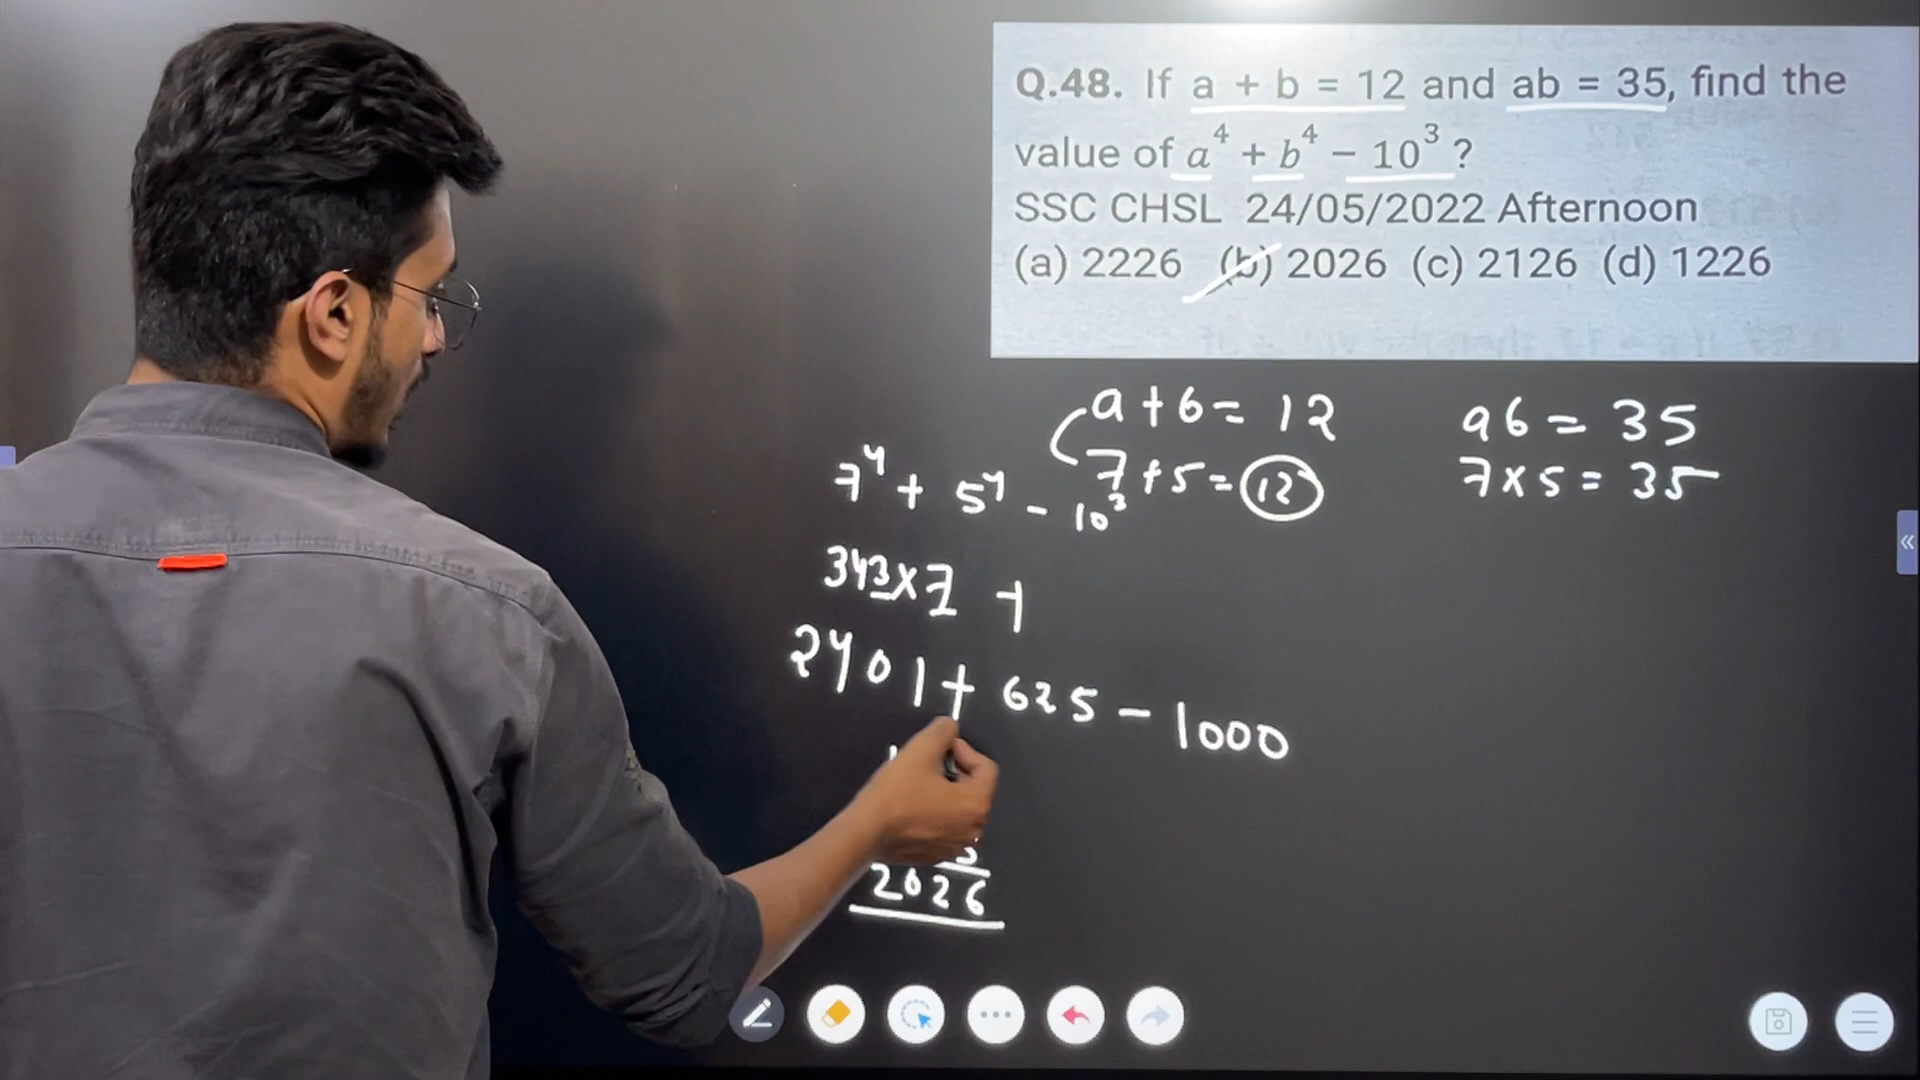 Q.48. If a + b = 12 and ab = 35, find the
value of a⁴ + b⁴ − 10³ ?
SSC CHSL 24/05/2022 Afternoon
(a) 2226 (b) 2026 (c) 2126 (d) 1226
a+b= 12
ab = 35
7+5=12
7×5= 35
7⁴ + 5⁴ - 10³
343×7 +
2401+ 625 - 1000
2026